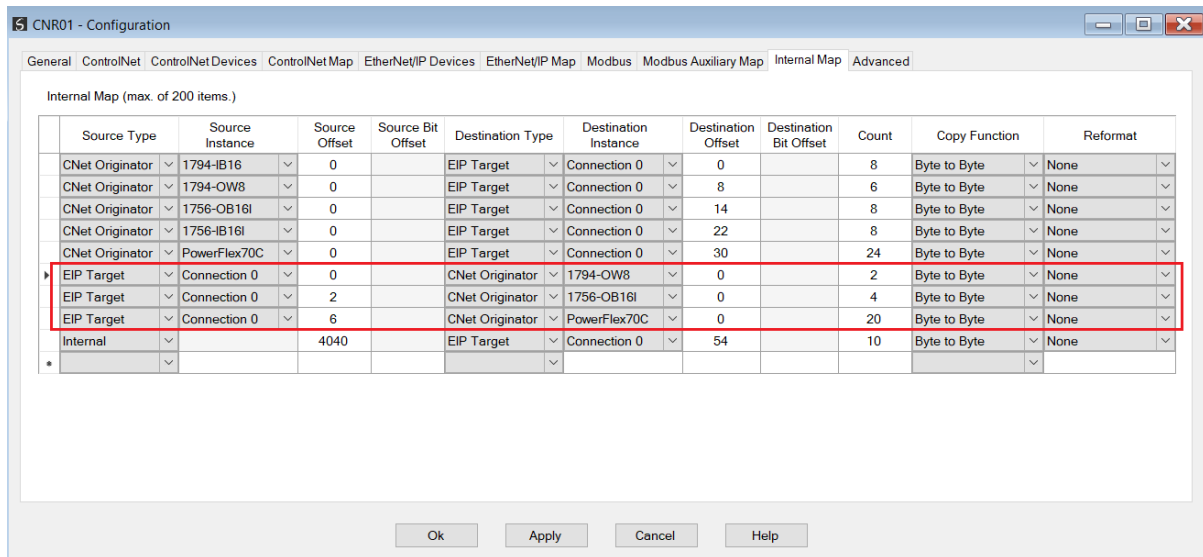 CNR01 - Configuration
General ControlNet ControlNet Devices ControlNet Map EtherNet/IP Devices EtherNet/IP Map Modbus Modbus Auxiliary Map Internal Map Advanced
Internal Map (max. of 200 items.)
Source Type Source Instance Source Offset Source Bit Offset Destination Type Destination Instance Destination Offset Destination Bit Offset Count Copy Function Reformat
CNet Originator 1794-IB16 0 EIP Target Connection 0 0 8 Byte to Byte None
CNet Originator 1794-OW8 0 EIP Target Connection 0 8 6 Byte to Byte None
CNet Originator 1756-OB16I 0 EIP Target Connection 0 14 8 Byte to Byte None
CNet Originator 1756-IB16I 0 EIP Target Connection 0 22 8 Byte to Byte None
CNet Originator PowerFlex70C 0 EIP Target Connection 0 30 24 Byte to Byte None
EIP Target Connection 0 0 CNet Originator 1794-OW8 0 2 Byte to Byte None
EIP Target Connection 0 2 CNet Originator 1756-OB16I 0 4 Byte to Byte None
EIP Target Connection 0 6 CNet Originator PowerFlex70C 0 20 Byte to Byte None
Internal 4040 EIP Target Connection 0 54 10 Byte to Byte None
*
Ok Apply Cancel Help